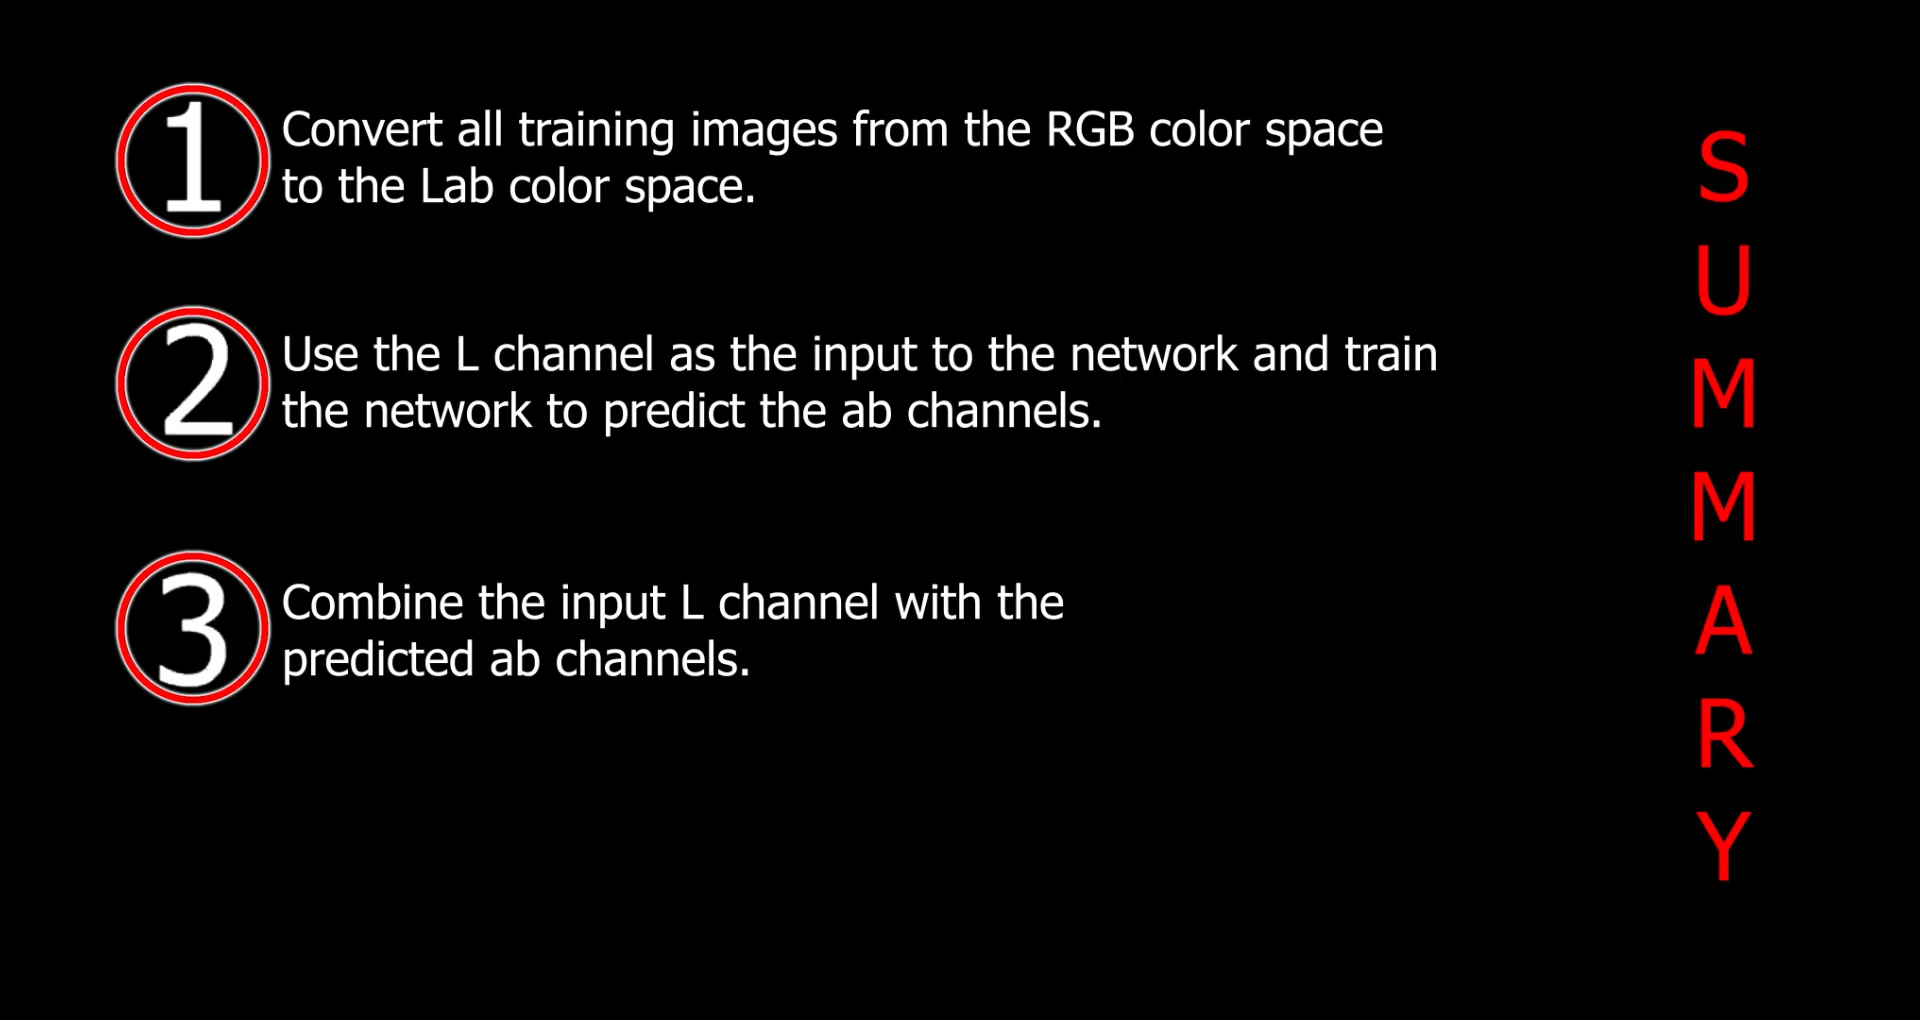 1
Convert all training images from the RGB color space
to the Lab color space.
2
Use the L channel as the input to the network and train
the network to predict the ab channels.
3
Combine the input L channel with the
predicted ab channels.
S
U
M
M
A
R
Y